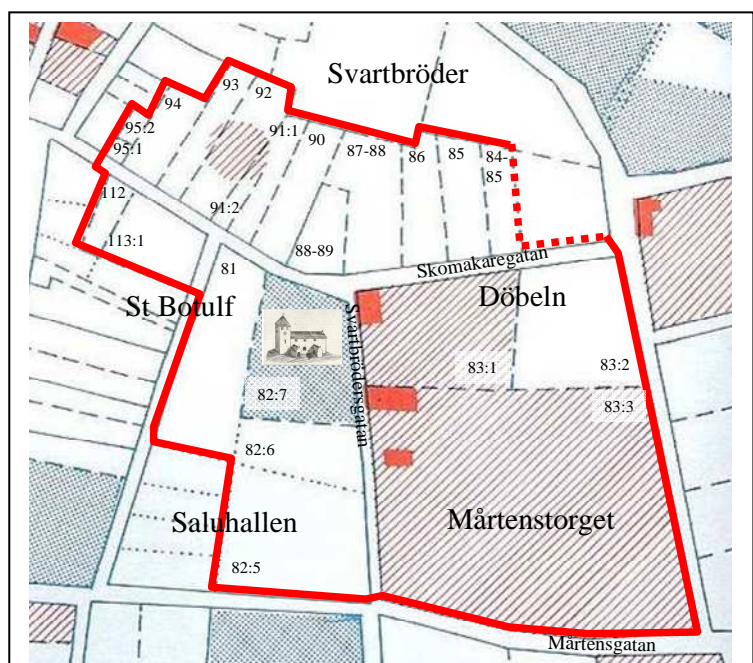 Svartbröder
93
92
94
95:2
95:1
91:1
90
87-88
86
85
84-
85
112
91:2
113:1
88-89
81
Skomakaregatan
St Botulf
Döbeln
Svartbrödersgatan
83:1
83:2
82:7
83:3
82:6
Saluhallen
Mårtenstorget
82:5
Mårtensgatan